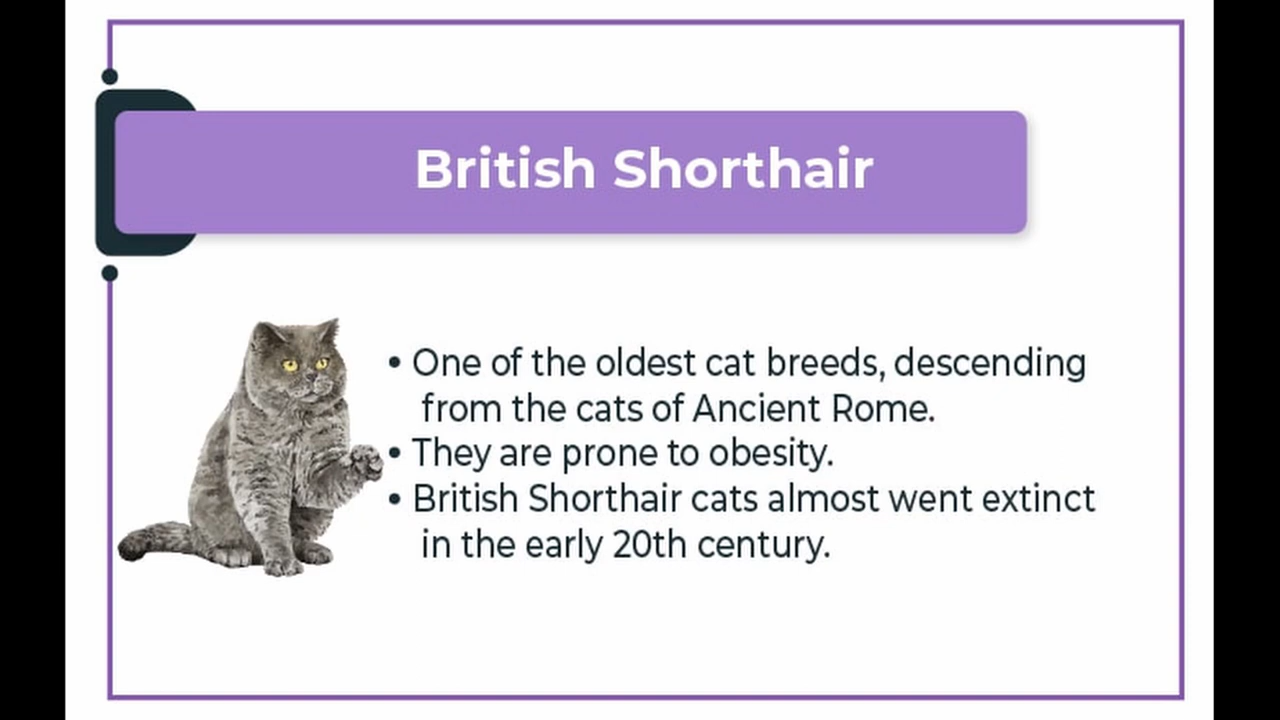 British Shorthair
• One of the oldest cat breeds, descending
from the cats of Ancient Rome.
• They are prone to obesity.
• British Shorthair cats almost went extinct
in the early 20th century.